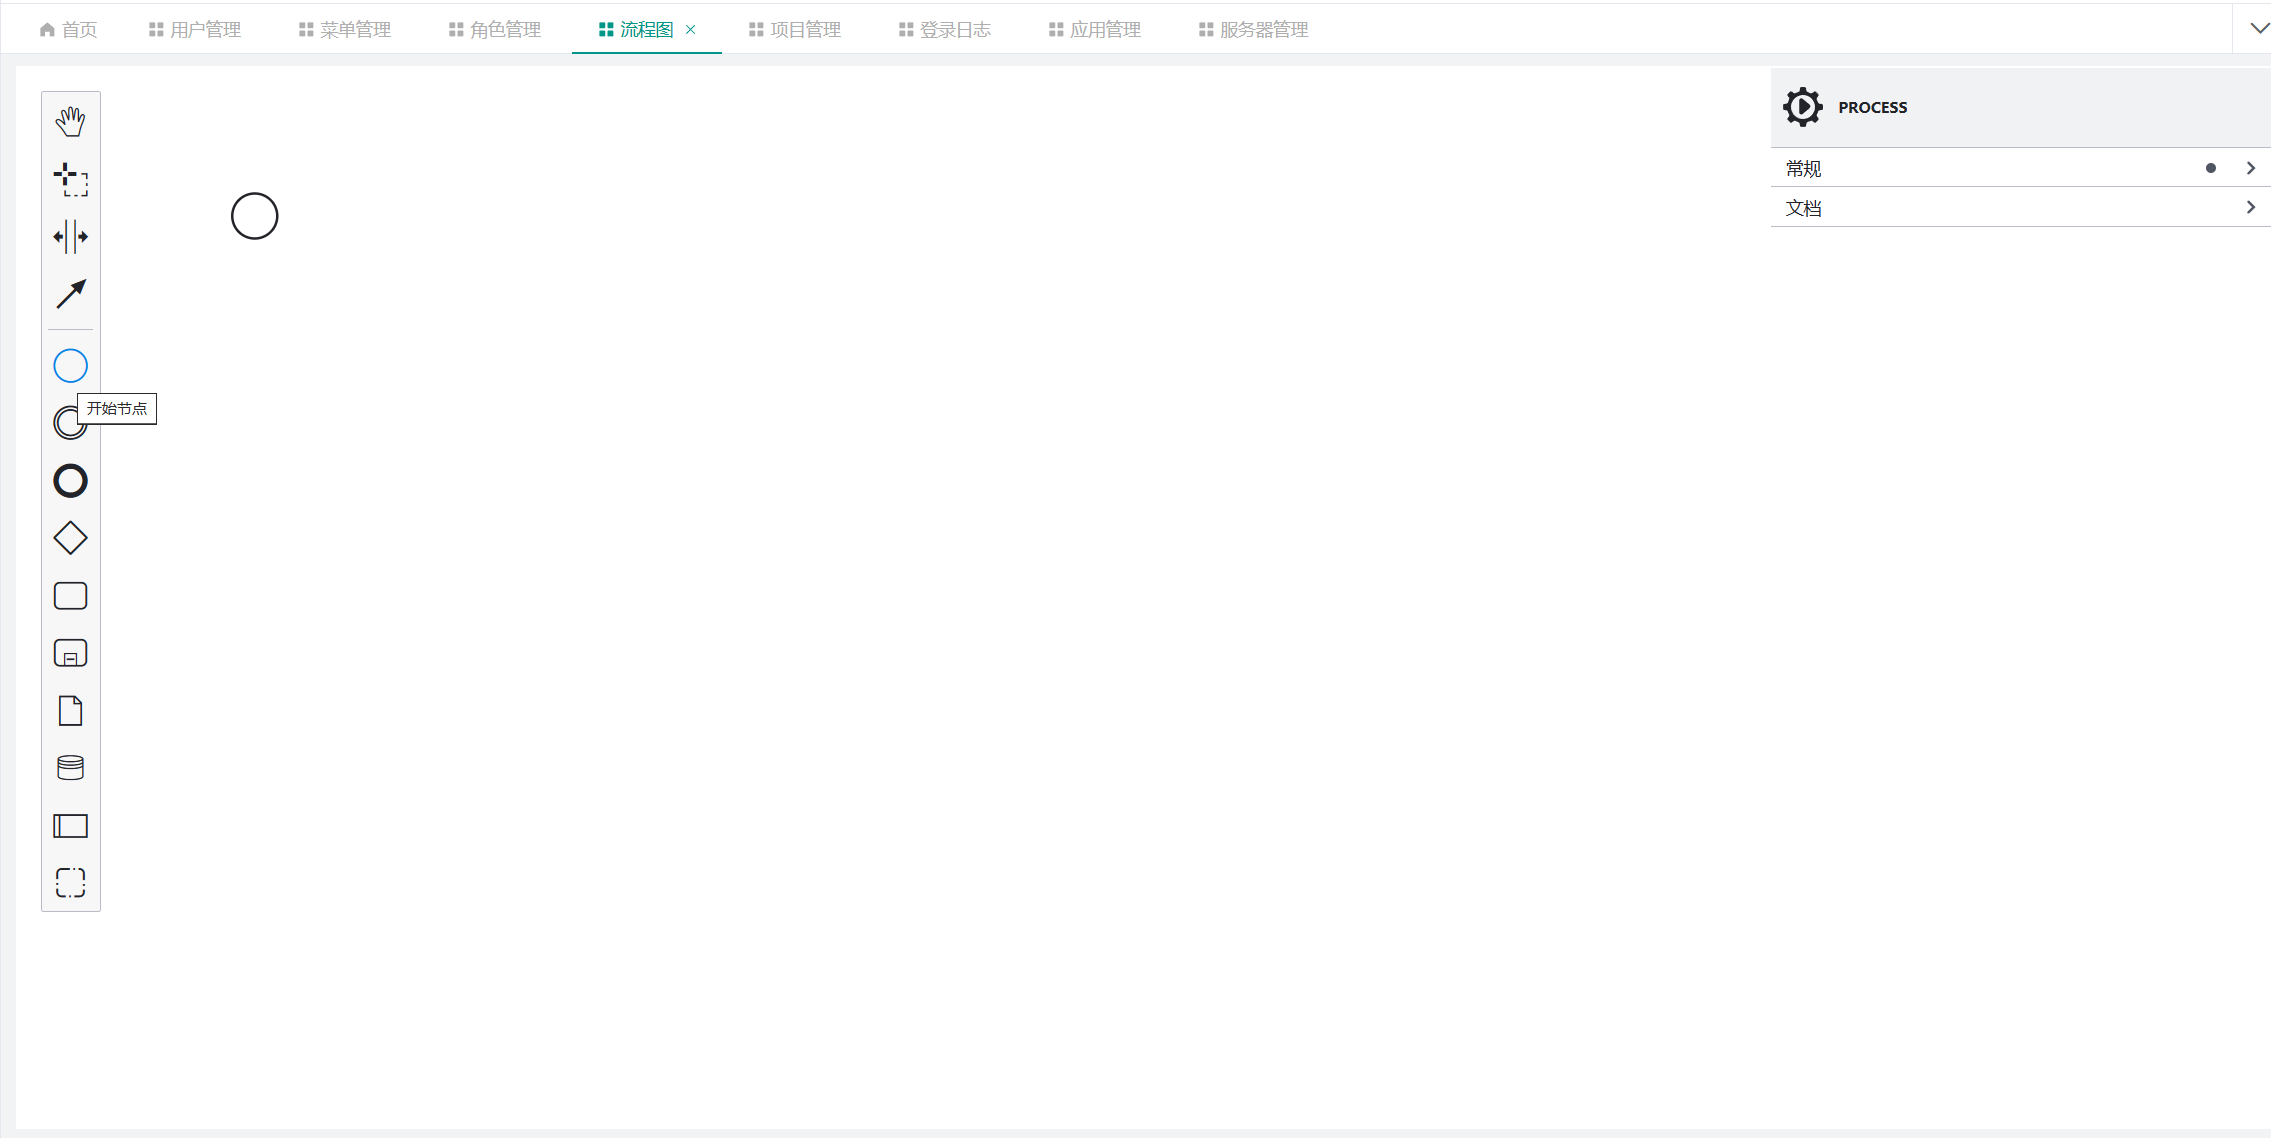 首页
用户管理
菜单管理
角色管理
流程图
项目管理
登录日志
应用管理
服务器管理
PROCESS
常规
文档
开始节点